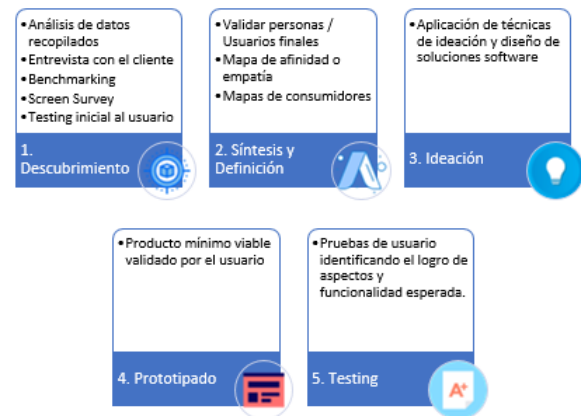 •Análisis de datos
recopilados
•Entrevista con el cliente
•Benchmarking
•Screen Survey
•Testing inicial al usuario
1.
Descubrimiento
•Validar personas /
Usuarios finales
•Mapa de afinidad o
empatía
•Mapas de consumidores
2. Síntesis y
Definición
•Aplicación de técnicas
de ideación y diseño de
soluciones software
3. Ideación
•Producto mínimo viable
validado por el usuario
4. Prototipado
•Pruebas de usuario
identificando el logro de
aspectos y
funcionalidad esperada.
5. Testing
A+